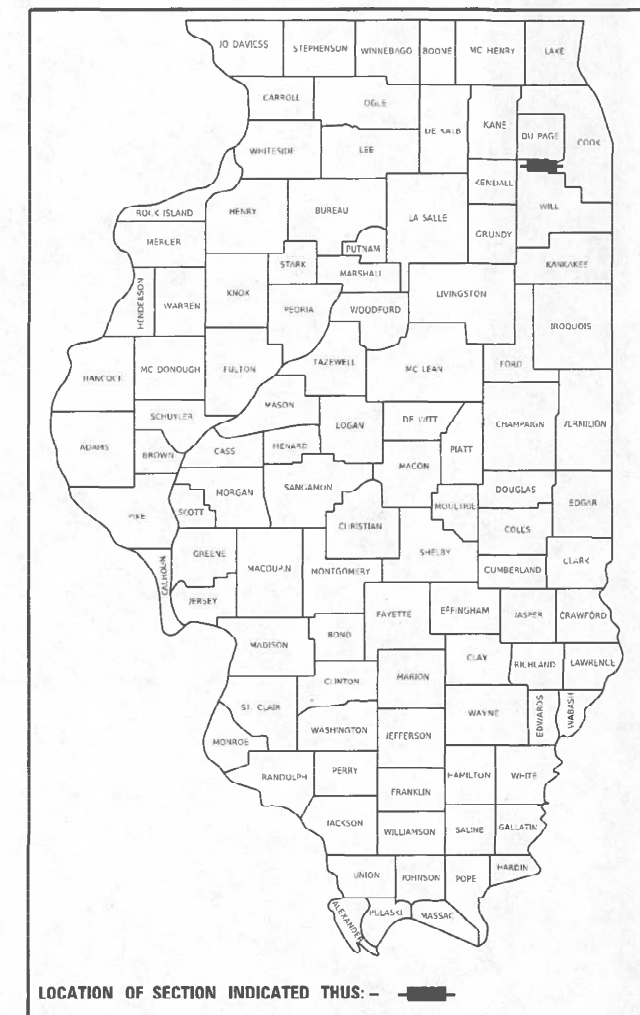 JO DAVIESS STEPHENSON WINNEBAGO BOONE MC HENRY LAKE
CARROLL OGLE DE KALB KANE DU PAGE COOK
WHITESIDE LEE KENDALL
ROCK ISLAND HENRY BUREAU LA SALLE GRUNDY WILL
MERCER STARK PUTNAM KANKAKEE
HENDERSON WARREN KNOX MARSHALL
PEORIA WOODFORD LIVINGSTON IROQUOIS
HANCOCK MC DONOUGH FULTON TAZEWELL MC LEAN FORD
SCHUYLER MASON LOGAN DE WITT CHAMPAIGN VERMILION
ADAMS BROWN CASS MENARD MACON PIATT
PIKE SCOTT MORGAN SANGAMON MOULTRIE DOUGLAS EDGAR
CHRISTIAN COLES
CALHOUN GREENE MACOUPIN MONTGOMERY SHELBY CUMBERLAND CLARK
JERSEY FAYETTE EFFINGHAM JASPER CRAWFORD
MADISON BOND CLAY RICHLAND LAWRENCE
CLINTON MARION
ST. CLAIR WAYNE EDWARDS WABASH
MONROE WASHINGTON JEFFERSON
RANDOLPH PERRY HAMILTON WHITE
FRANKLIN
JACKSON WILLIAMSON SALINE GALLATIN
UNION JOHNSON POPE HARDIN
ALEXANDER PULASKI MASSAC
LOCATION OF SECTION INDICATED THUS: -